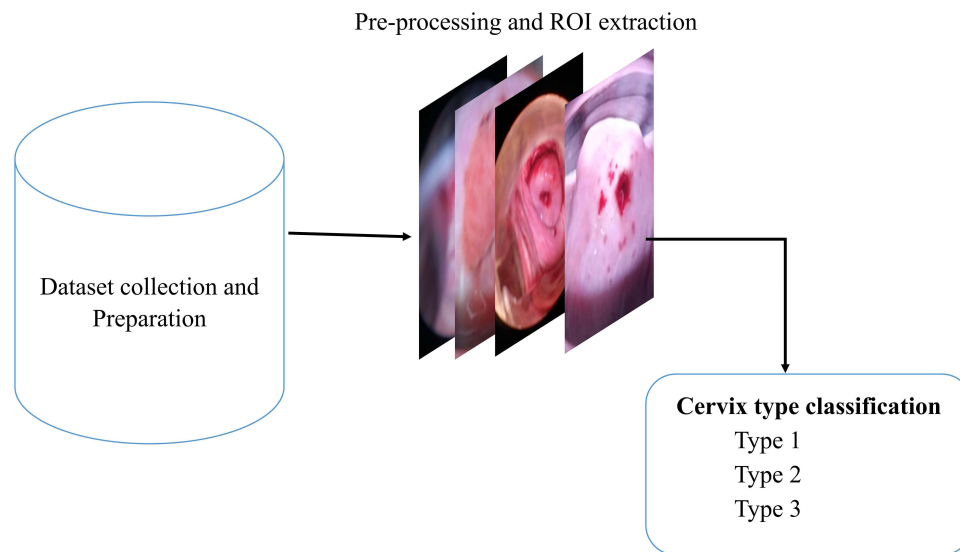 Pre-processing and ROI extraction
Dataset collection and
Preparation
Cervix type classification
Type 1
Type 2
Type 3